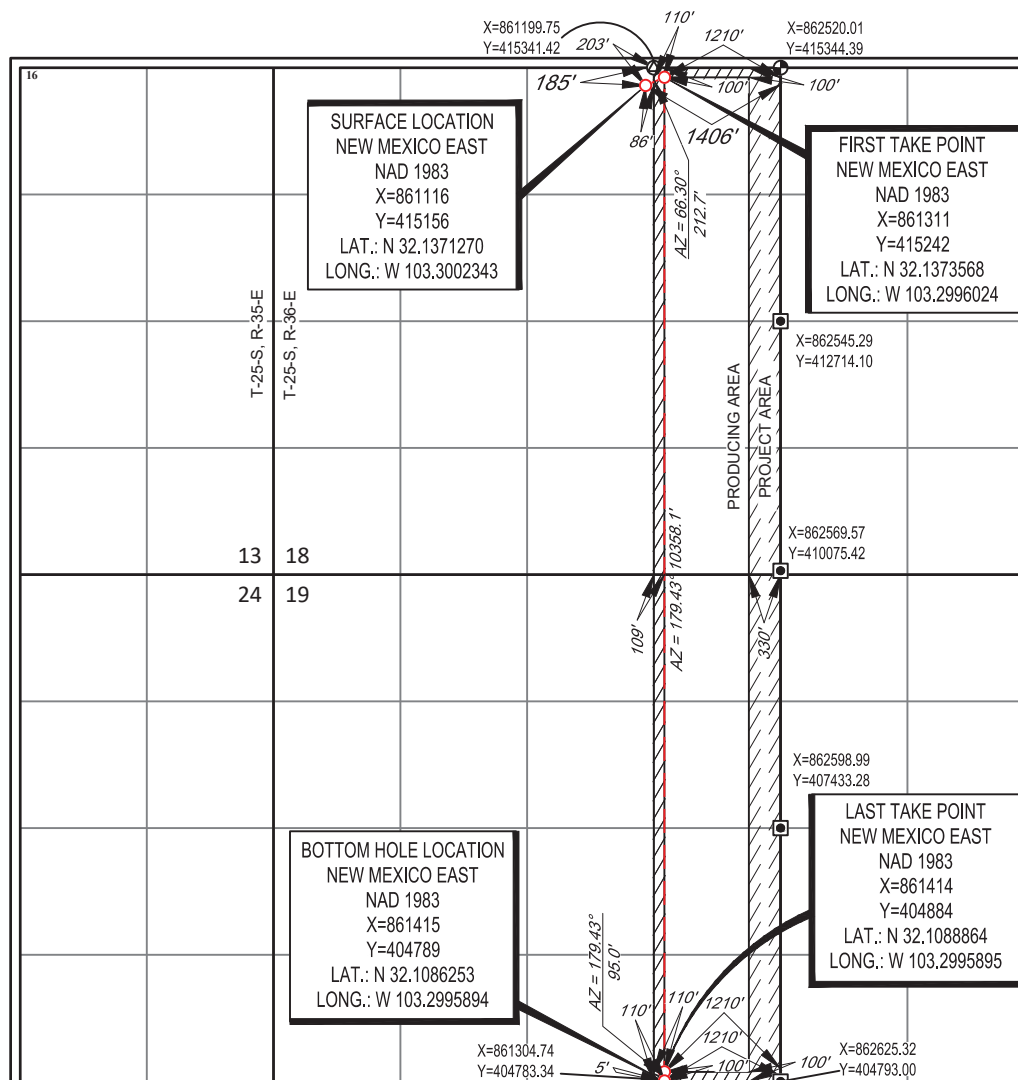 X=861199.75
Y=415341.42
203'
110'
1210'
X=862520.01
Y=415344.39
16
185'
100'
100'
86'
1406'
SURFACE LOCATION
NEW MEXICO EAST
NAD 1983
X=861116
Y=415156
LAT.: N 32.1371270
LONG.: W 103.3002343
FIRST TAKE POINT
NEW MEXICO EAST
NAD 1983
X=861311
Y=415242
LAT.: N 32.1373568
LONG.: W 103.2996024
AZ = 66.30°
212.7'
T-25-S, R-35-E
T-25-S, R-36-E
X=862545.29
Y=412714.10
PRODUCING AREA
PROJECT AREA
X=862569.57
Y=410075.42
13
18
24
19
109'
AZ = 179.43° 10358.1'
330'
X=862598.99
Y=407433.28
BOTTOM HOLE LOCATION
NEW MEXICO EAST
NAD 1983
X=861415
Y=404789
LAT.: N 32.1086253
LONG.: W 103.2995894
LAST TAKE POINT
NEW MEXICO EAST
NAD 1983
X=861414
Y=404884
LAT.: N 32.1088864
LONG.: W 103.2995895
AZ = 179.43°
95.0'
110'
110'
1210'
1210'
X=861304.74
Y=404783.34
5'
100'
100'
X=862625.32
Y=404793.00